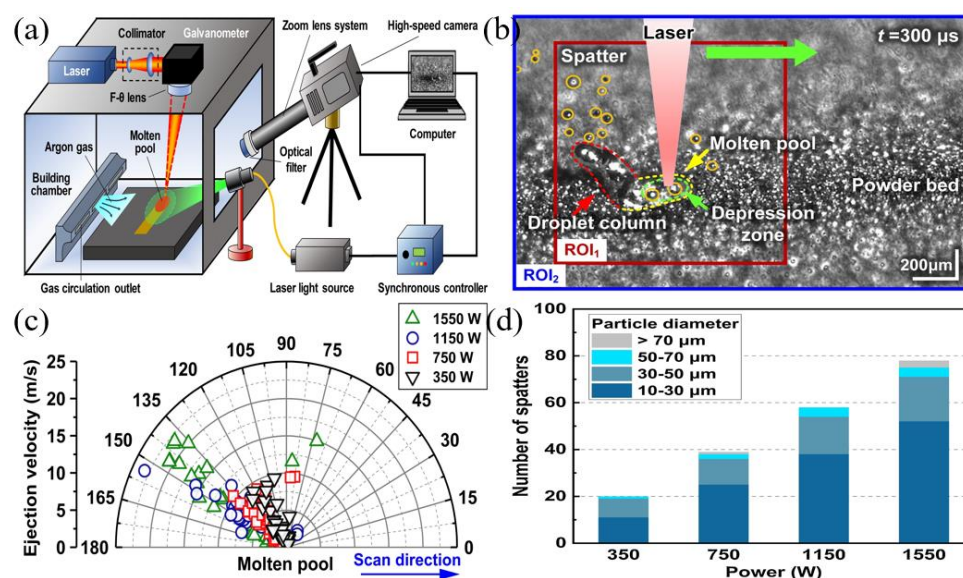 (a)
Collimator
Galvanometer
Laser
F-θ lens
Molten
pool
Argon gas
Building
chamber
Gas circulation outlet
Zoom lens system
High-speed camera
Optical
filter
Computer
Laser light source
Synchronous controller
(b)
Laser
t =300 μs
Spatter
Molten pool
Powder bed
Droplet column
Depression
zone
ROI1
ROI2
200μm
(c)
1550 W
1150 W
750 W
350 W
Ejection velocity (m/s)
25
20
15
10
5
0
180
165
150
135
120
105
90
75
60
45
30
15
0
Molten pool
Scan direction
(d)
Number of spatters
100
80
60
40
20
0
Particle diameter
> 70 μm
50-70 μm
30-50 μm
10-30 μm
350
750
1150
1550
Power (W)